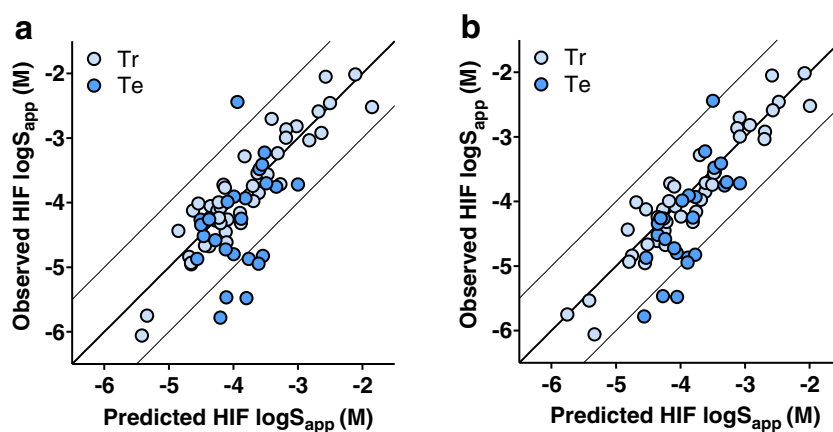 a
Tr
Te
Observed HIF logSapp (M)
-2
-3
-4
-5
-6
-6 -5 -4 -3 -2
Predicted HIF logSapp (M)
b
Tr
Te
Observed HIF logSapp (M)
-2
-3
-4
-5
-6
-6 -5 -4 -3 -2
Predicted HIF logSapp (M)